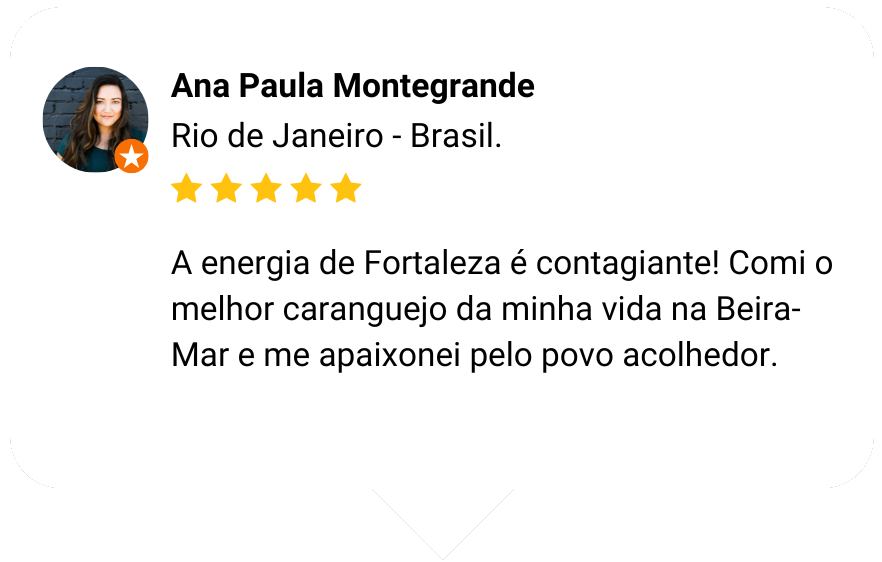 Ana Paula Montegrande
Rio de Janeiro - Brasil.
A energia de Fortaleza é contagiante! Comi o
melhor caranguejo da minha vida na Beira-
Mar e me apaixonei pelo povo acolhedor.